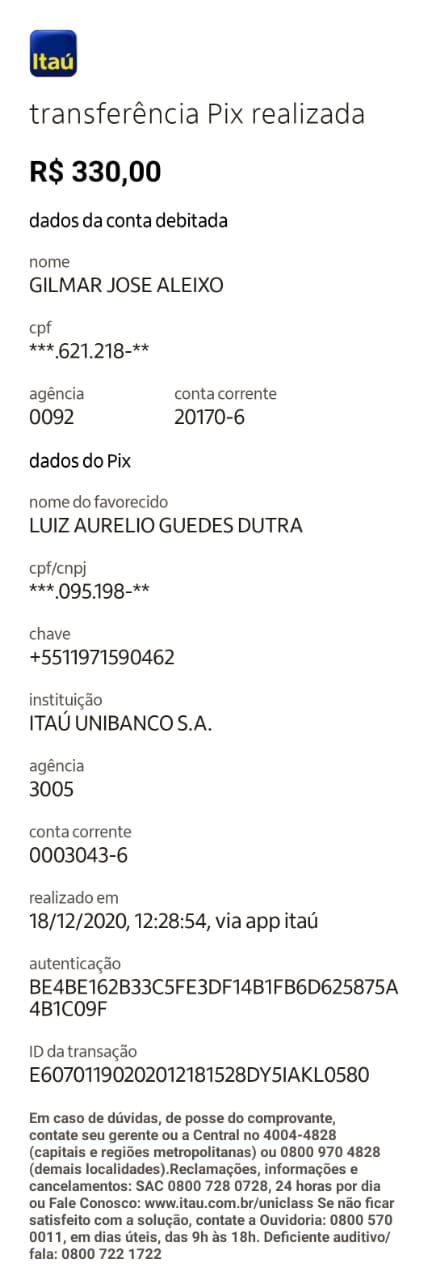 Itaú
transferência Pix realizada
R$ 330,00
dados da conta debitada
nome
GILMAR JOSE ALEIXO
cpf
***.621.218-**
agência conta corrente
0092 20170-6
dados do Pix
nome do favorecido
LUIZ AURELIO GUEDES DUTRA
cpf/cnpj
***.095.198-**
chave
+5511971590462
instituição
ITAÚ UNIBANCO S.A.
agência
3005
conta corrente
0003043-6
realizado em
18/12/2020, 12:28:54, via app itaú
autenticação
BE4BE162B33C5FE3DF14B1FB6D625875A
4B1C09F
ID da transação
E60701190202012181528DY5IAKL0580
Em caso de dúvidas, de posse do comprovante,
contate seu gerente ou a Central no 4004-4828
(capitais e regiões metropolitanas) ou 0800 970 4828
(demais localidades).Reclamações, informações e
cancelamentos: SAC 0800 728 0728, 24 horas por dia
ou Fale Conosco: www.itau.com.br/uniclass Se não ficar
satisfeito com a solução, contate a Ouvidoria: 0800 570
0011, em dias úteis, das 9h às 18h. Deficiente auditivo/
fala: 0800 722 1722